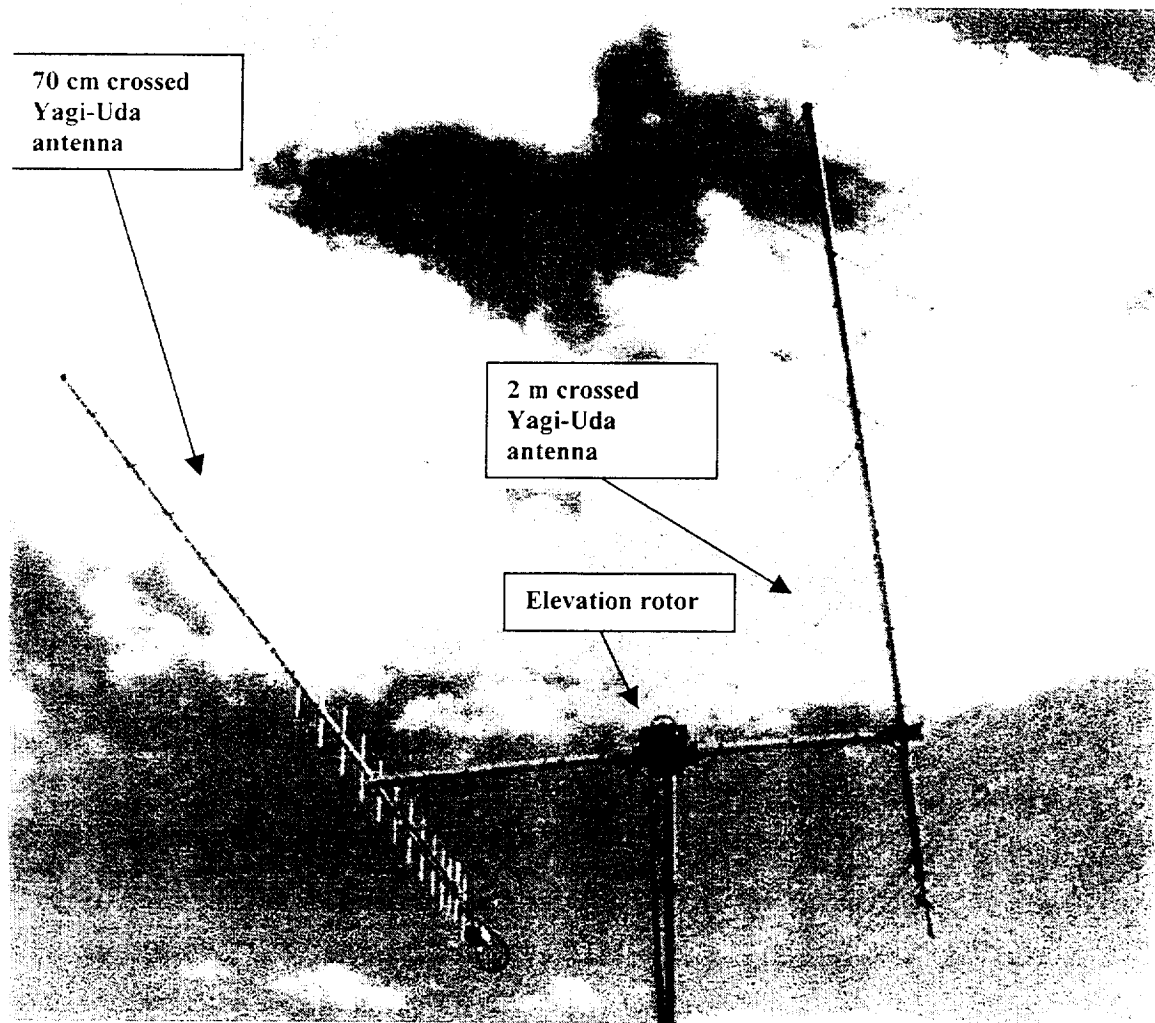 70 cm crossed
Yagi-Uda
antenna
2 m crossed
Yagi-Uda
antenna
Elevation rotor